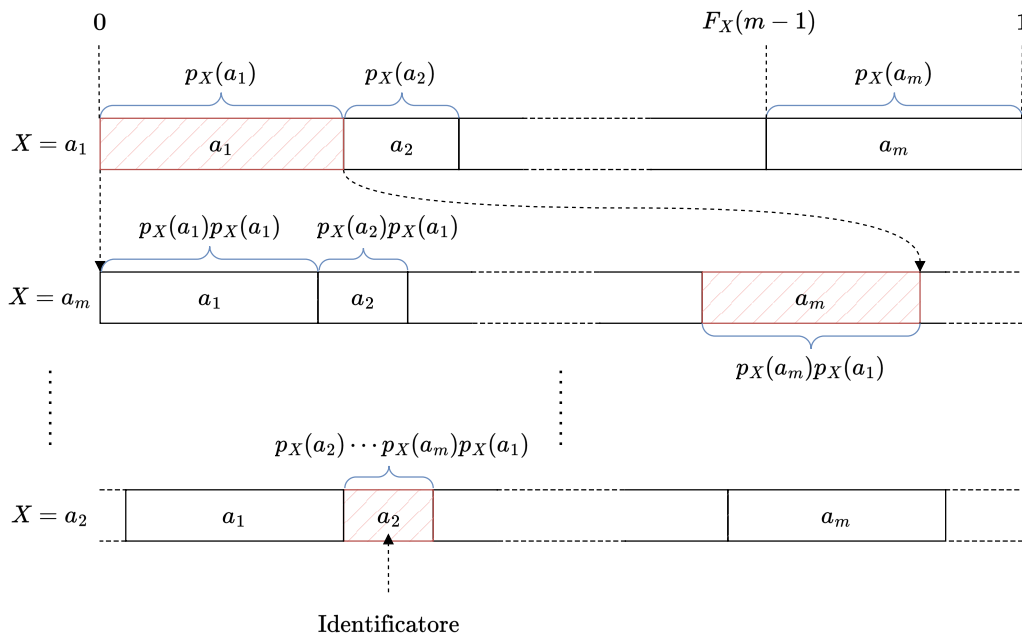 0 $F_X(m-1)$ 1
$p_X(a_1)$ $p_X(a_2)$ $p_X(a_m)$
$X = a_1$ $a_1$ $a_2$ $a_m$
$p_X(a_1)p_X(a_1)$ $p_X(a_2)p_X(a_1)$
$X = a_m$ $a_1$ $a_2$ $a_m$
$p_X(a_m)p_X(a_1)$
$p_X(a_2) \cdots p_X(a_m)p_X(a_1)$
$X = a_2$ $a_1$ $a_2$ $a_m$
Identificatore